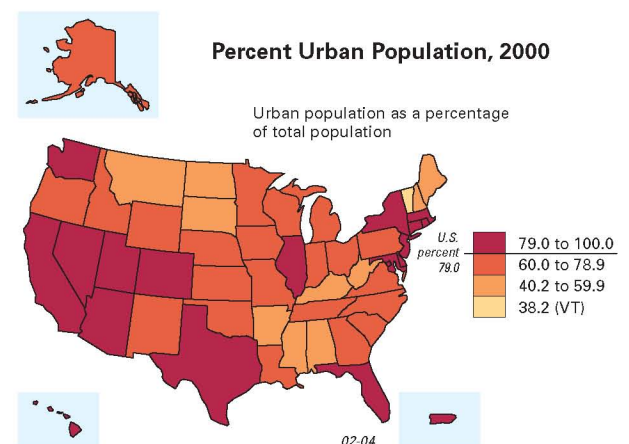 Percent Urban Population, 2000
Urban population as a percentage
of total population
U.S.
percent
79.0
79.0 to 100.0
60.0 to 78.9
40.2 to 59.9
38.2 (VT)
02-04